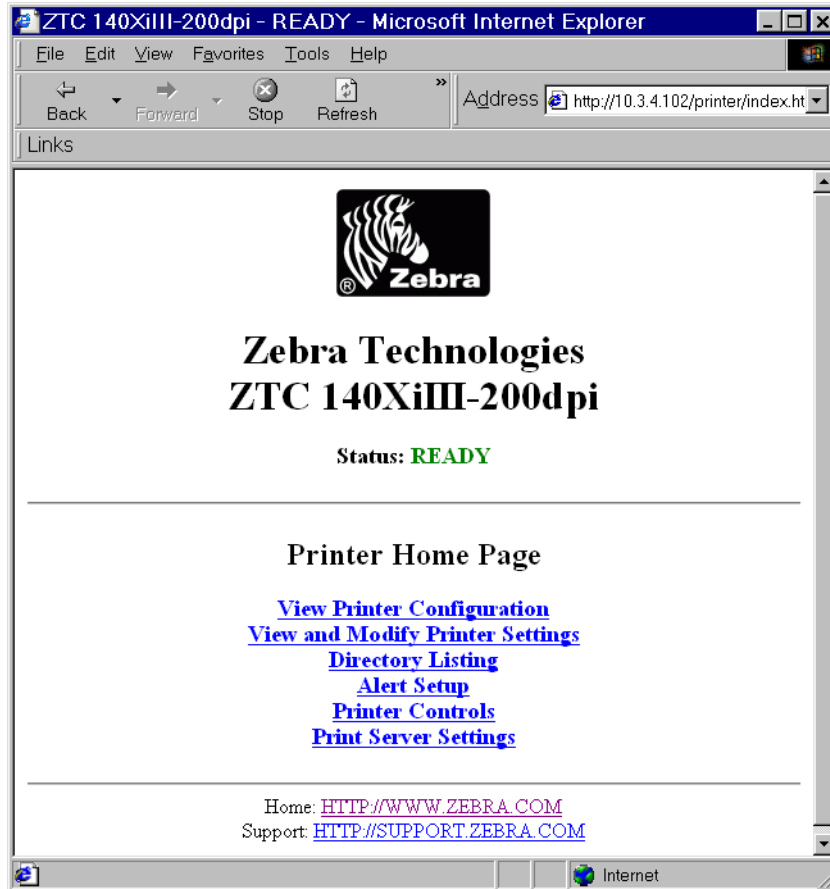 ZTC 140XiIII-200dpi - READY - Microsoft Internet Explorer
File Edit View Favorites Tools Help
Back Forward Stop Refresh » Address http://10.3.4.102/printer/index.ht
Links
® Zebra
Zebra Technologies
ZTC 140XiIII-200dpi
Status: READY
Printer Home Page
View Printer Configuration
View and Modify Printer Settings
Directory Listing
Alert Setup
Printer Controls
Print Server Settings
Home: HTTP://WWW.ZEBRA.COM
Support: HTTP://SUPPORT.ZEBRA.COM
Internet